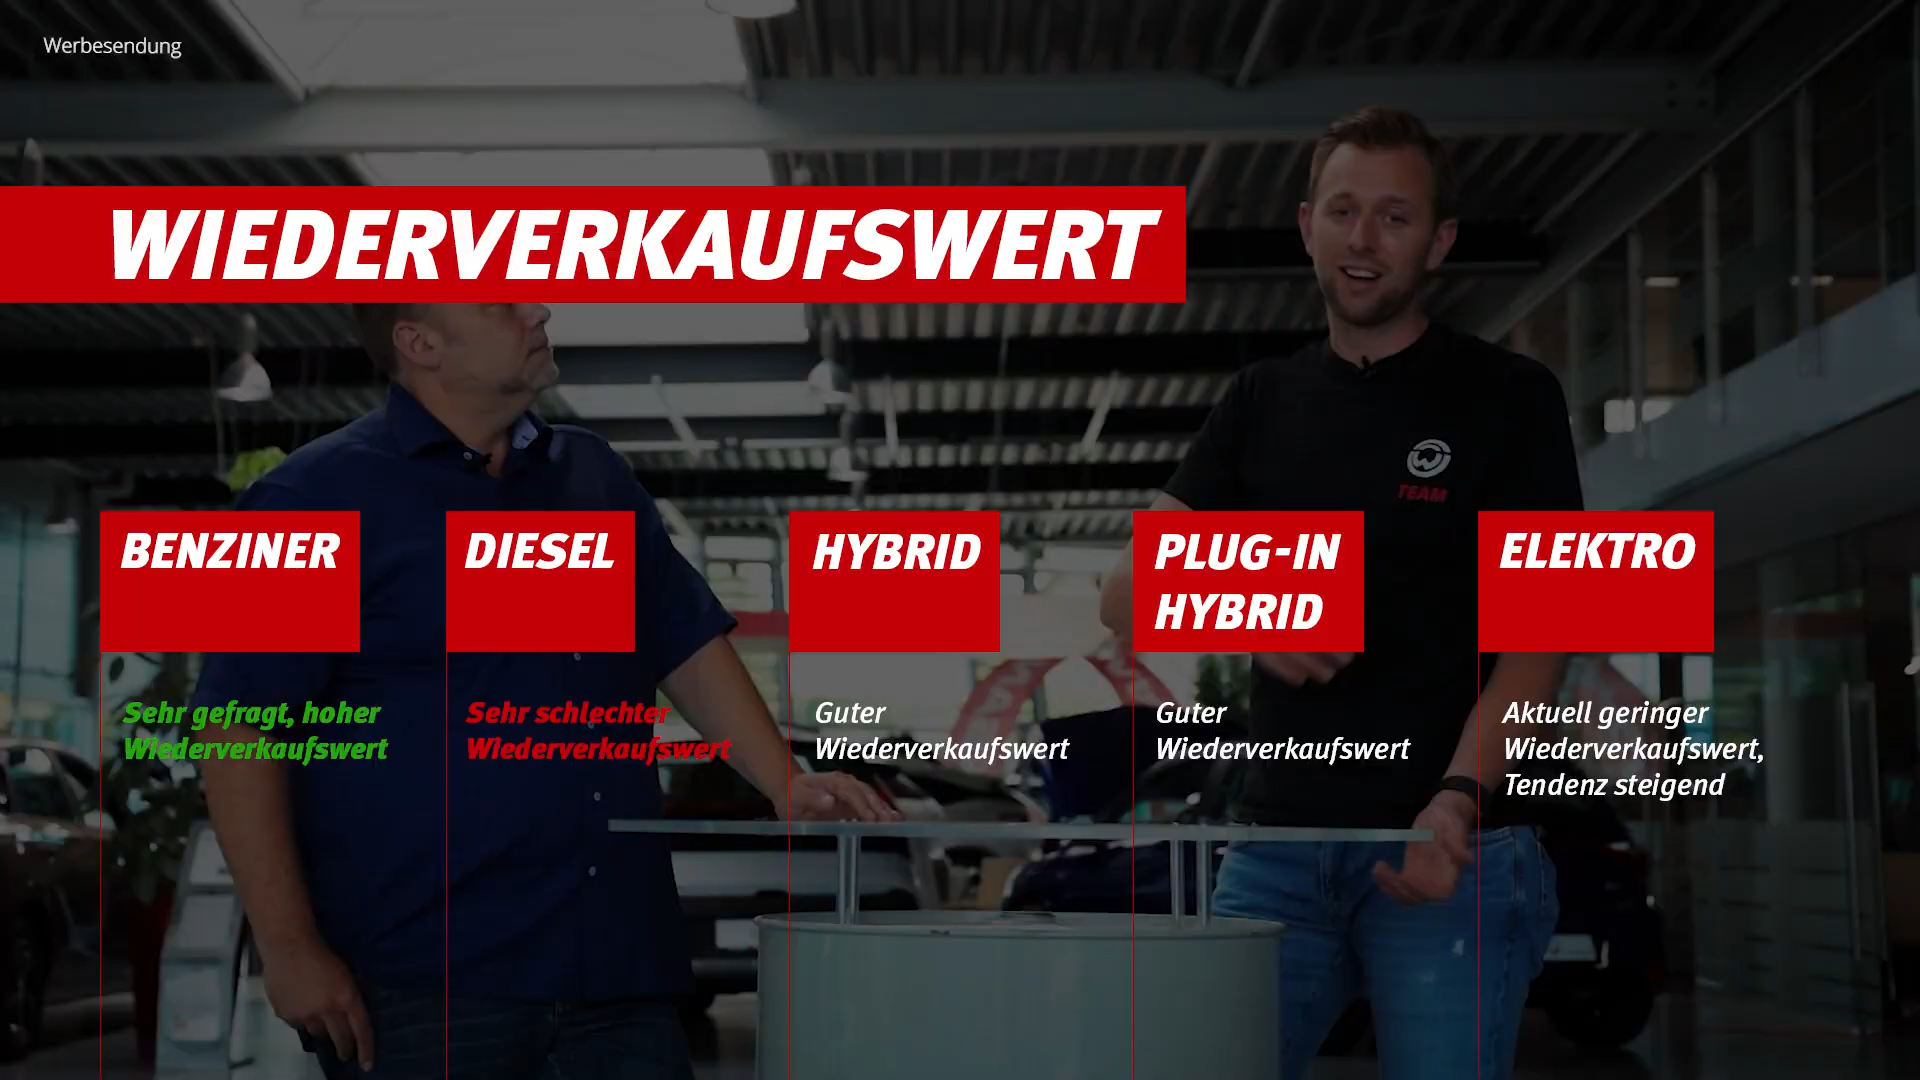 Werbesendung
WIEDERVERKAUFSWERT
BENZINER
Sehr gefragt, hoher
Wiederverkaufswert
DIESEL
Sehr schlechter
Wiederverkaufswert
HYBRID
Guter
Wiederverkaufswert
PLUG-IN
HYBRID
Guter
Wiederverkaufswert
ELEKTRO
Aktuell geringer
Wiederverkaufswert,
Tendenz steigend
TEAM